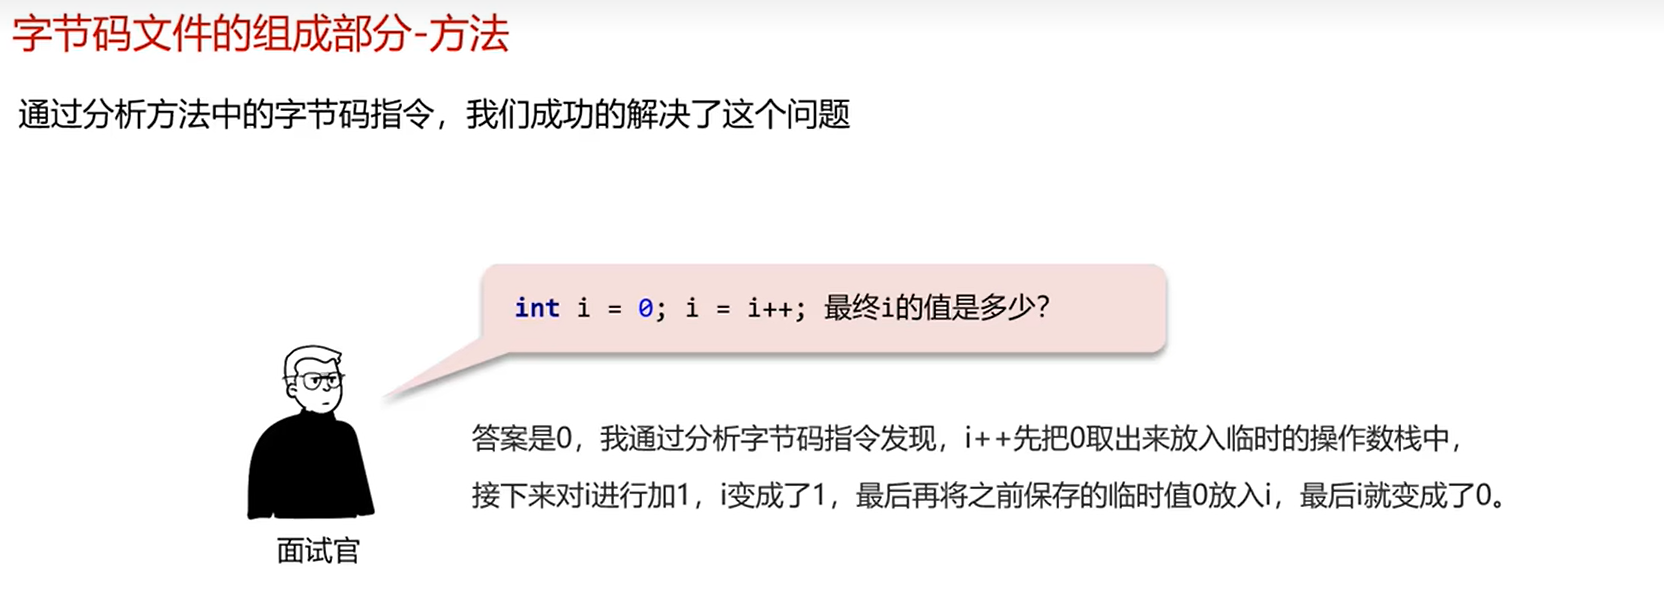 字节码文件的组成部分-方法
通过分析方法中的字节码指令，我们成功的解决了这个问题
int i = 0; i = i++; 最终i的值是多少？
答案是0，我通过分析字节码指令发现，i++先把0取出来放入临时的操作数栈中，
接下来对i进行加1，i变成了1，最后再将之前保存的临时值0放入i，最后i就变成了0。
面试官